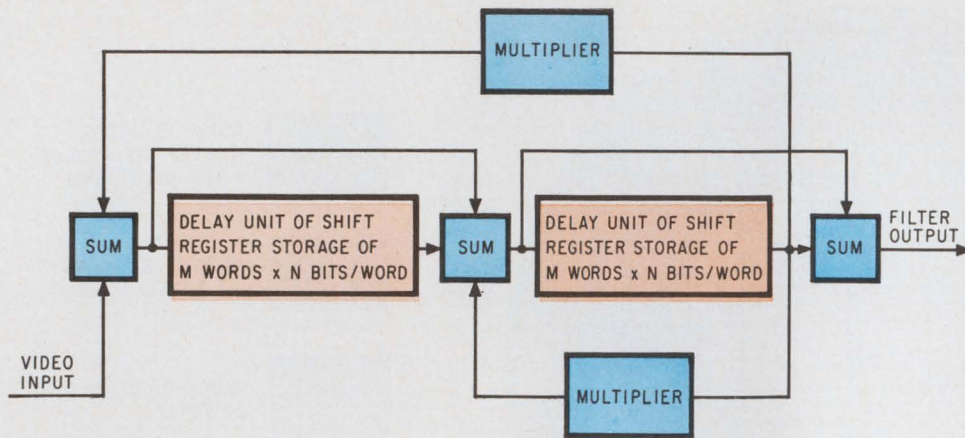 MULTIPLIER
SUM
DELAY UNIT OF SHIFT
REGISTER STORAGE OF
M WORDS x N BITS/WORD
SUM
DELAY UNIT OF SHIFT
REGISTER STORAGE OF
M WORDS x N BITS/WORD
SUM
FILTER
OUTPUT
VIDEO
INPUT
MULTIPLIER